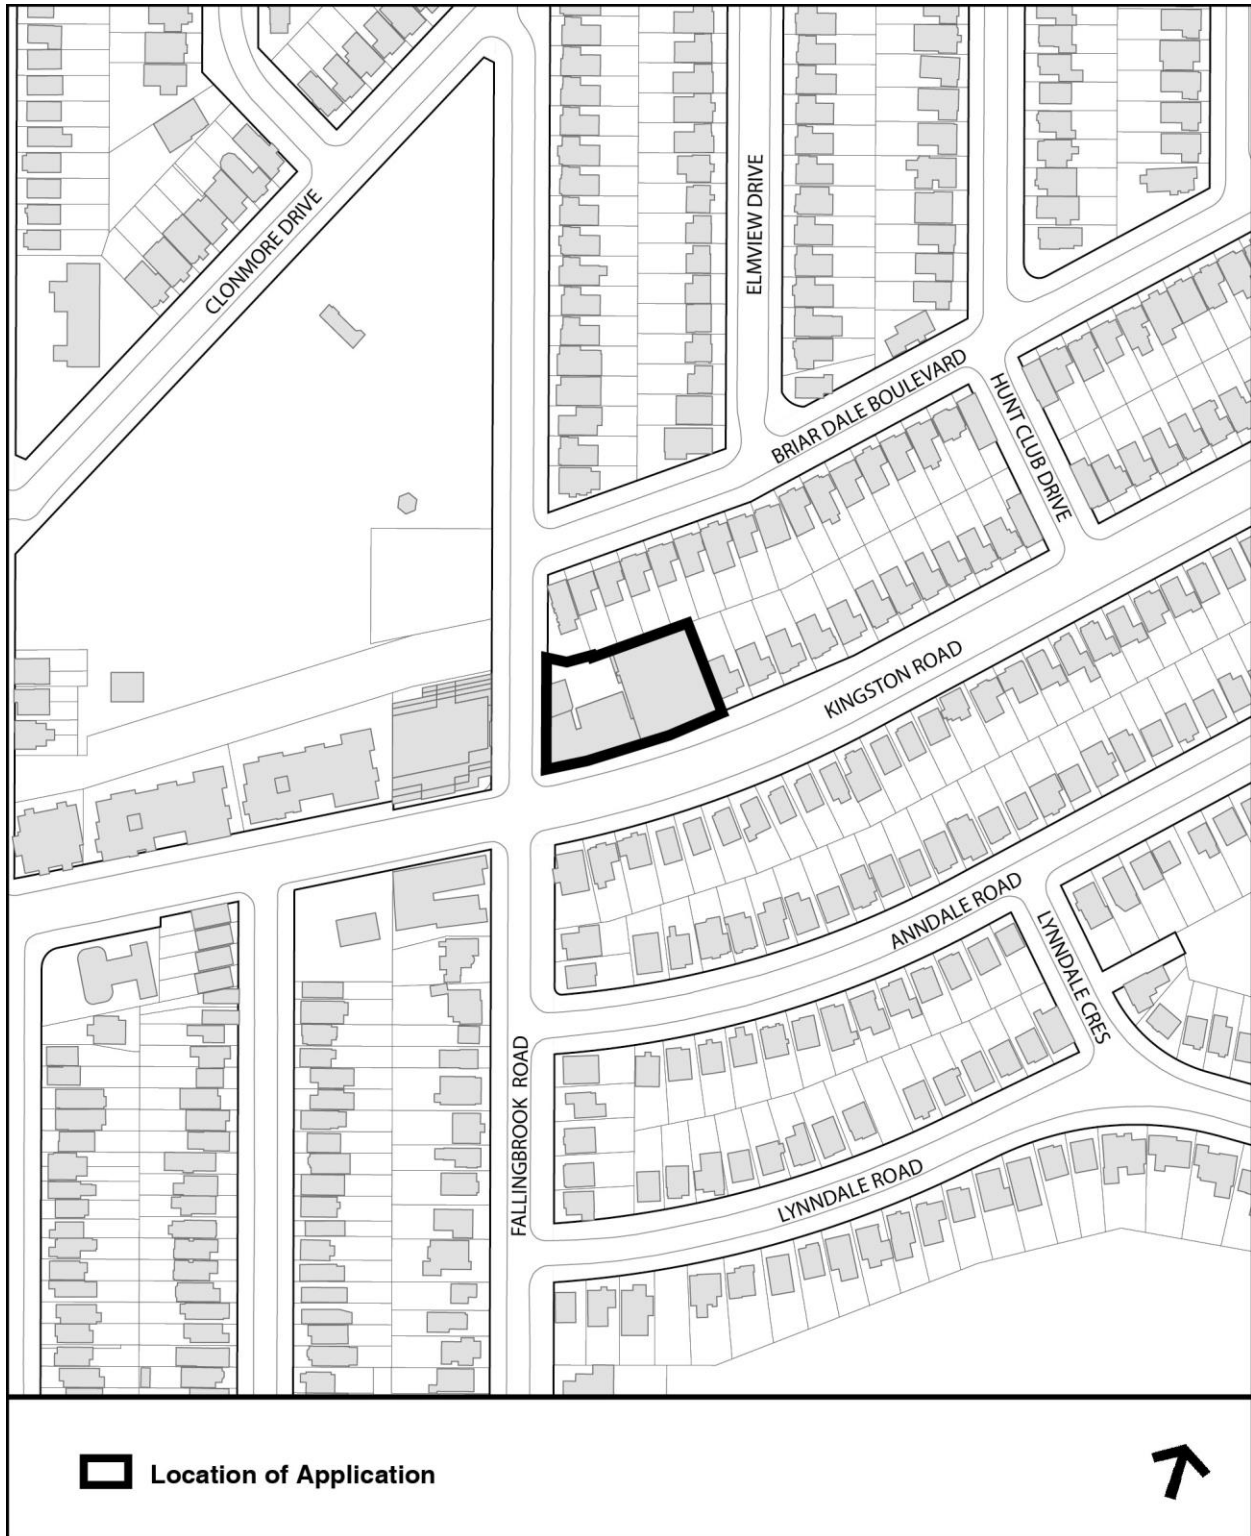 CLONMORE DRIVE
ELMVIEW DRIVE
BRIAR DALE BOULEVARD
HUNT CLUB DRIVE
KINGSTON ROAD
ANNDALE ROAD
LYNNDALE CRES
FALLINGBROOK ROAD
LYNNDALE ROAD
Location of Application